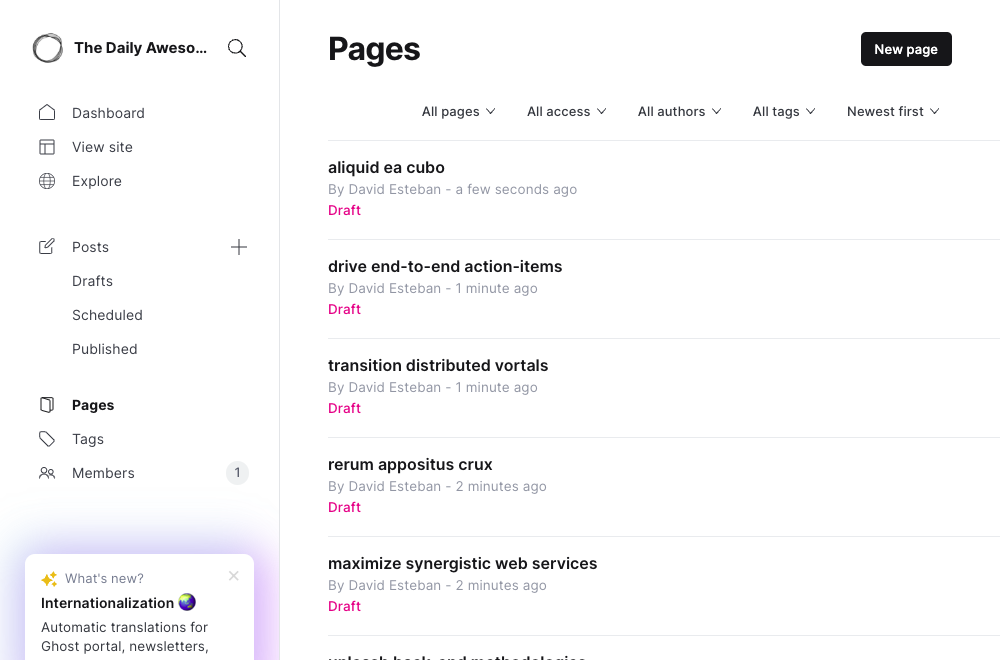 The Daily Aweso...
Dashboard
View site
Explore
Posts
Drafts
Scheduled
Published
Pages
Tags
Members
1
What's new?
Internationalization
Automatic translations for
Ghost portal, newsletters,
Pages
New page
All pages
All access
All authors
All tags
Newest first
aliquid ea cubo
By David Esteban - a few seconds ago
Draft
drive end-to-end action-items
By David Esteban - 1 minute ago
Draft
transition distributed vortals
By David Esteban - 1 minute ago
Draft
rerum appositus crux
By David Esteban - 2 minutes ago
Draft
maximize synergistic web services
By David Esteban - 2 minutes ago
Draft